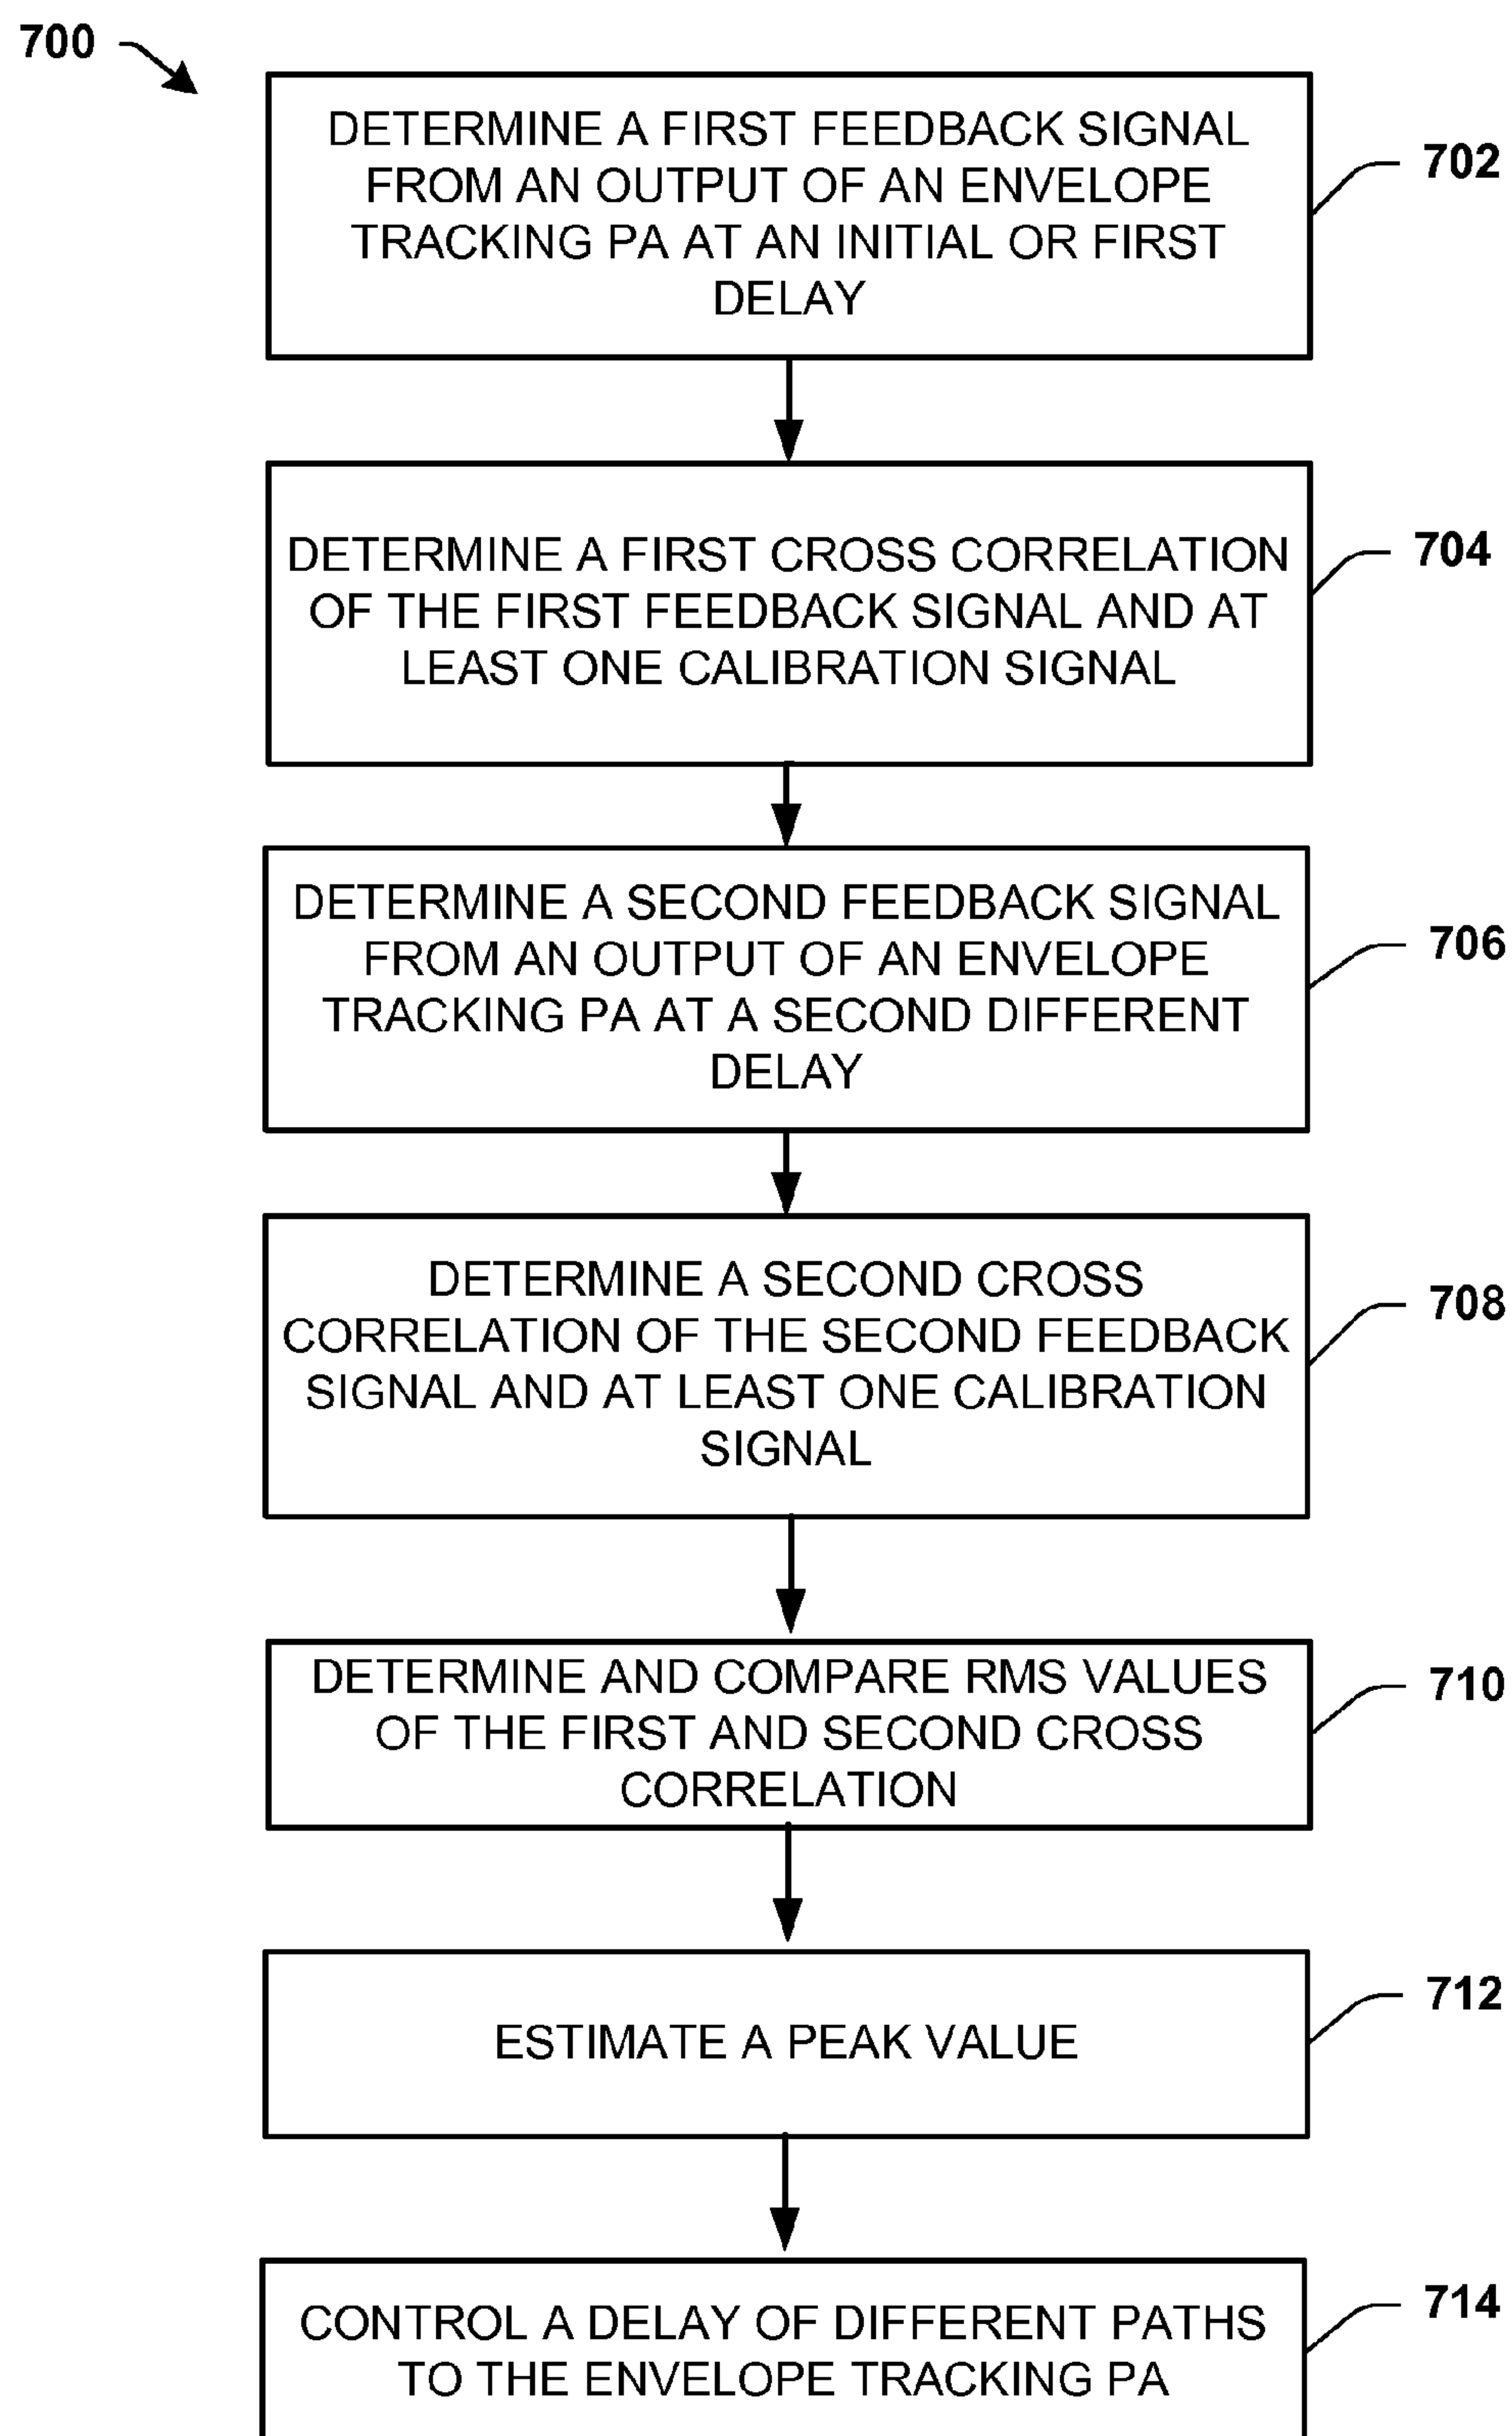 700
DETERMINE A FIRST FEEDBACK SIGNAL
FROM AN OUTPUT OF AN ENVELOPE
TRACKING PA AT AN INITIAL OR FIRST
DELAY
702
DETERMINE A FIRST CROSS CORRELATION
OF THE FIRST FEEDBACK SIGNAL AND AT
LEAST ONE CALIBRATION SIGNAL
704
DETERMINE A SECOND FEEDBACK SIGNAL
FROM AN OUTPUT OF AN ENVELOPE
TRACKING PA AT A SECOND DIFFERENT
DELAY
706
DETERMINE A SECOND CROSS
CORRELATION OF THE SECOND FEEDBACK
SIGNAL AND AT LEAST ONE CALIBRATION
SIGNAL
708
DETERMINE AND COMPARE RMS VALUES
OF THE FIRST AND SECOND CROSS
CORRELATION
710
ESTIMATE A PEAK VALUE
712
CONTROL A DELAY OF DIFFERENT PATHS
TO THE ENVELOPE TRACKING PA
714